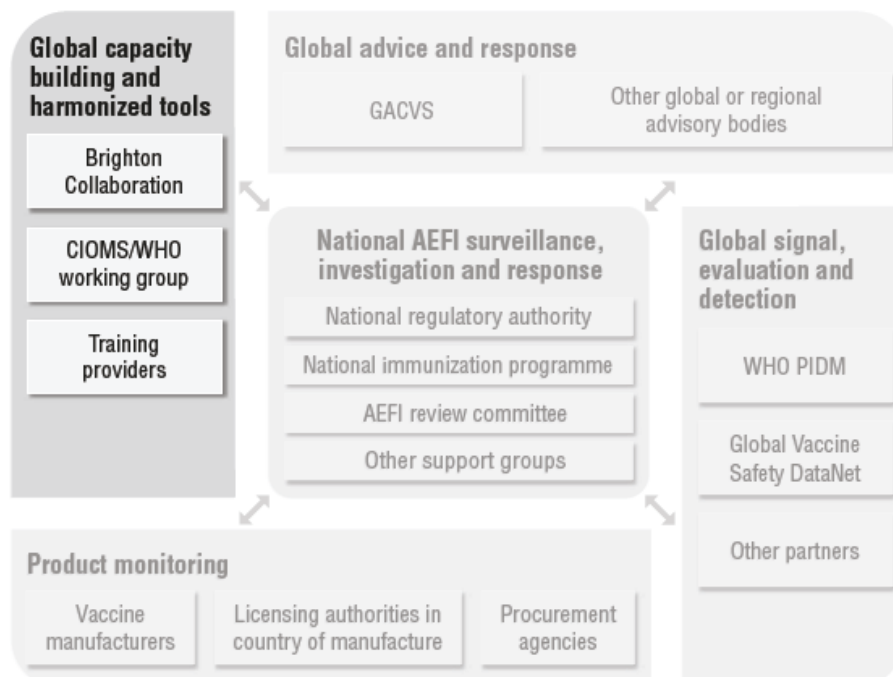 Global capacity
building and
harmonized tools
Brighton
Collaboration
CIOMS/WHO
working group
Training
providers
Global advice and response
GACVS
Other global or regional
advisory bodies
National AEFI surveillance,
investigation and response
National regulatory authority
National immunization programme
AEFI review committee
Other support groups
Global signal,
evaluation and
detection
WHO PIDM
Global Vaccine
Safety DataNet
Other partners
Product monitoring
Vaccine
manufacturers
Licensing authorities in
country of manufacture
Procurement
agencies